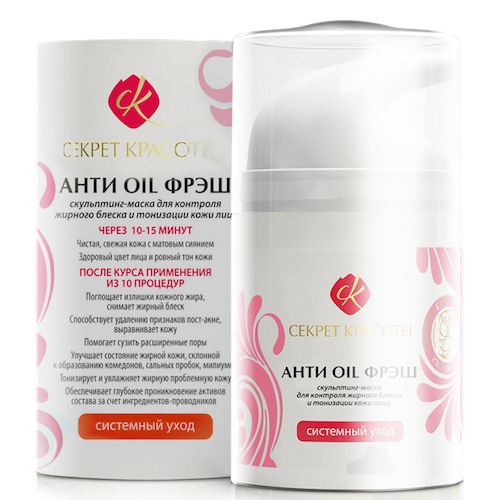 СК
СЕКРЕТ КРАСОТЫ
АНТИ OIL ФРЭШ
скульптинг-маска для контроля
жирного блеска и тонизации кожи лица
ЧЕРЕЗ 10-15 МИНУТ
Чистая, свежая кожа с матовым сиянием
Здоровый цвет лица и ровный тон кожи
ПОСЛЕ КУРСА ПРИМЕНЕНИЯ
ИЗ 10 ПРОЦЕДУР
Поглощает излишки кожного жира,
снимает жирный блеск
Способствует удалению признаков пост-акне,
выравнивает кожу
Помогает сузить расширенные поры
Улучшает состояние жирной кожи, склонной
к образованию комедонов, сальных пробок, милиумов
Тонизирует и увлажняет жирную проблемную кожу
Обеспечивает глубокое проникновение активов
состава за счет ингредиентов-проводников
системный уход
СК
СЕКРЕТ КРАСОТЫ
АНТИ OIL ФРЭШ
скульптинг-маска
для контроля жирного блеска
и тонизации кожи лица
системный уход